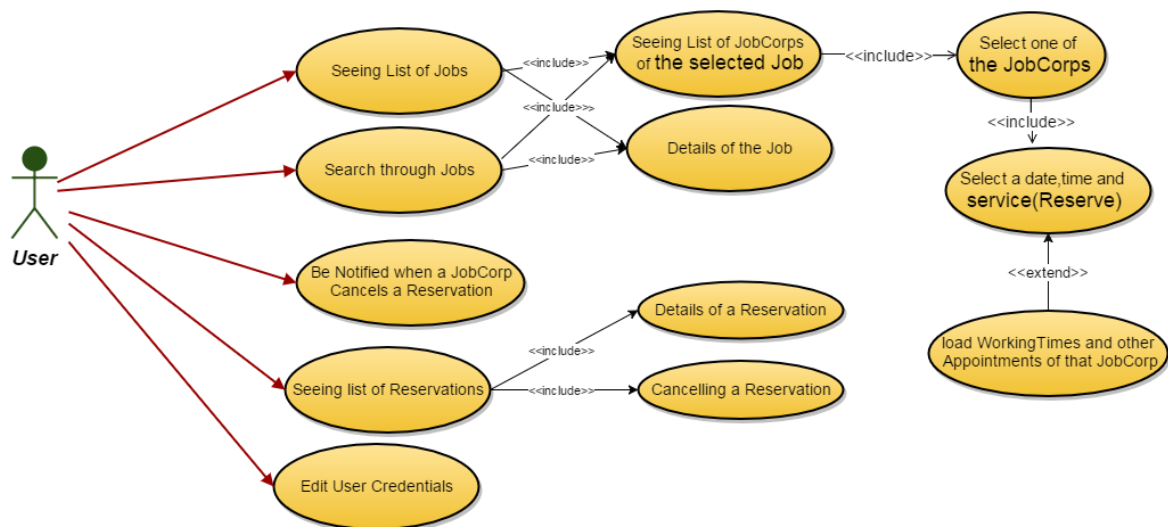 Seeing List of Jobs
<<include>>
Seeing List of JobCorps
of the selected Job
<<include>>
Select one of
the JobCorps
<<include>>
<<include>>
Search through Jobs
<<include>>
Details of the Job
Select a date,time and
service(Reserve)
User
Be Notified when a JobCorp
Cancels a Reservation
<<extend>>
Details of a Reservation
<<include>>
load WorkingTimes and other
Appointments of that JobCorp
Seeing list of Reservations
<<include>>
Cancelling a Reservation
Edit User Credentials